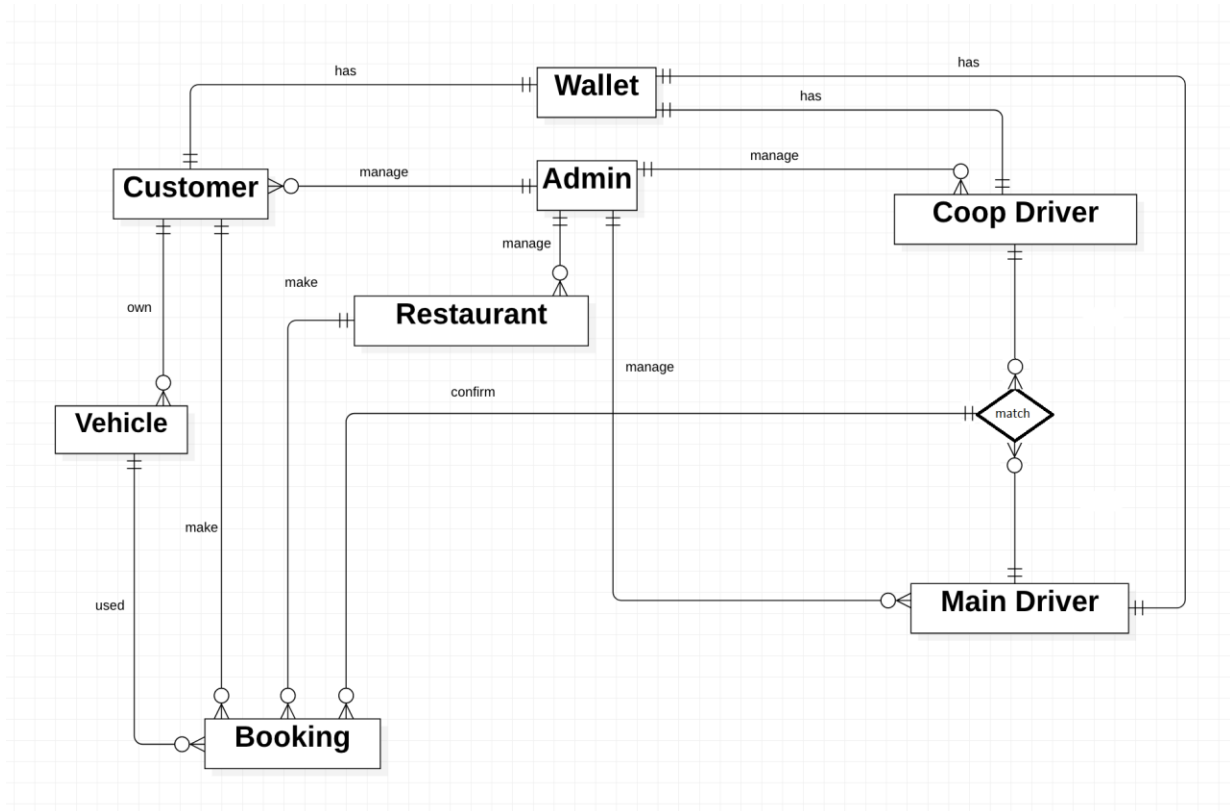 has
has
Wallet
has
manage
manage
Customer
Admin
Coop Driver
manage
make
own
Restaurant
manage
confirm
Vehicle
match
make
used
Main Driver
Booking